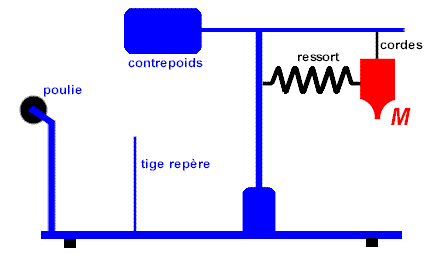 cordes
ressort
contrepoids
poulie
M
tige repère